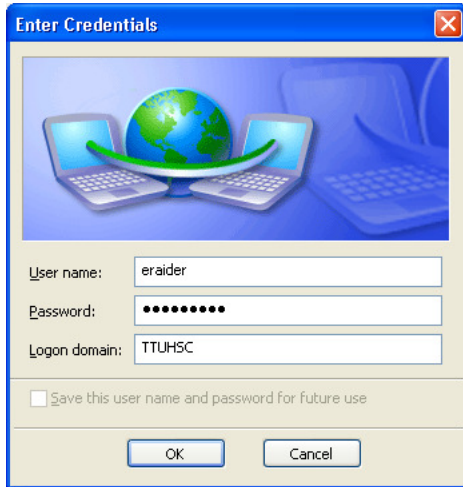 Enter Credentials
User name: eraider
Password: •••••••••
Logon domain: TTUHSC
Save this user name and password for future use
OK Cancel